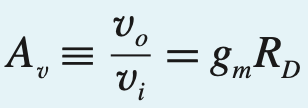 A_v ≡ v_o / v_i = g_m R_D